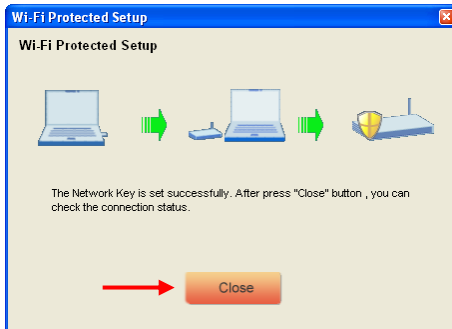 Wi-Fi Protected Setup
Wi-Fi Protected Setup
The Network Key is set successfully. After press "Close" button , you can
check the connection status.
Close